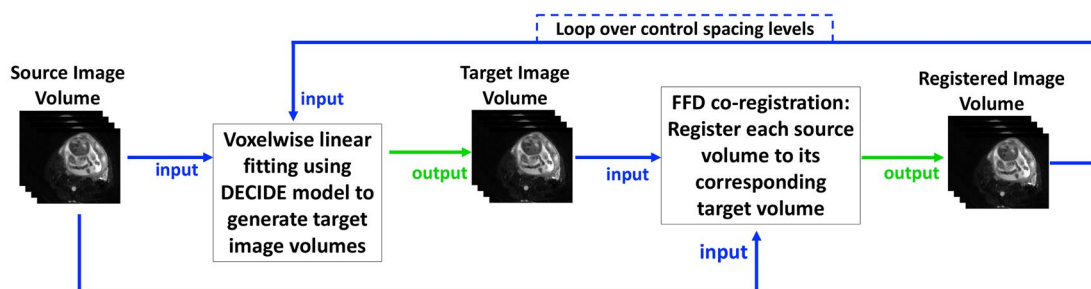 Loop over control spacing levels
Source Image
Volume
input
input
Voxelwise linear
fitting using
DECIDE model to
generate target
image volumes
output
Target Image
Volume
input
FFD co-registration:
Register each source
volume to its
corresponding
target volume
input
output
Registered Image
Volume